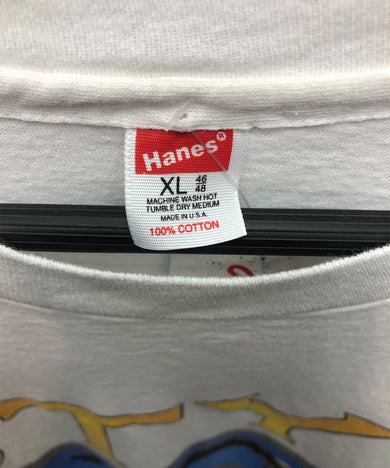 Hanes®
XL 46/48
MACHINE WASH HOT
TUMBLE DRY MEDIUM
MADE IN U.S.A.
100% COTTON